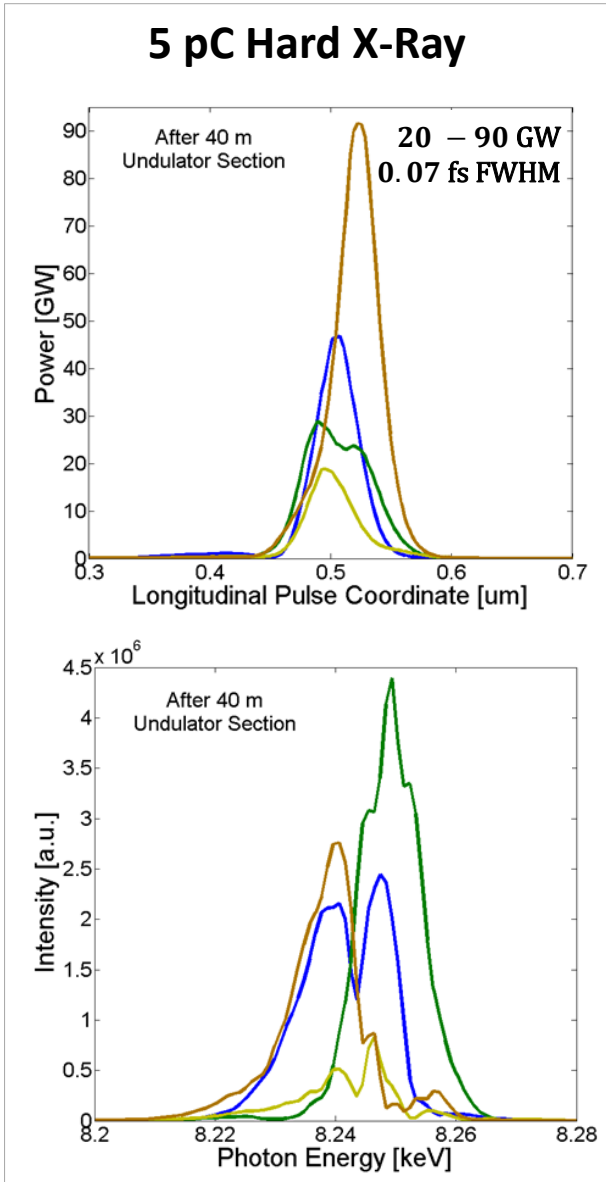 5 pC Hard X-Ray
After 40 m
Undulator Section
20 – 90 GW
0.07 fs FWHM
Power [GW]
90
80
70
60
50
40
30
20
10
0
0.3 0.4 0.5 0.6 0.7
Longitudinal Pulse Coordinate [um]
x 10^6
After 40 m
Undulator Section
Intensity [a.u.]
4.5
4
3.5
3
2.5
2
1.5
1
0.5
0
8.2 8.22 8.24 8.26 8.28
Photon Energy [keV]